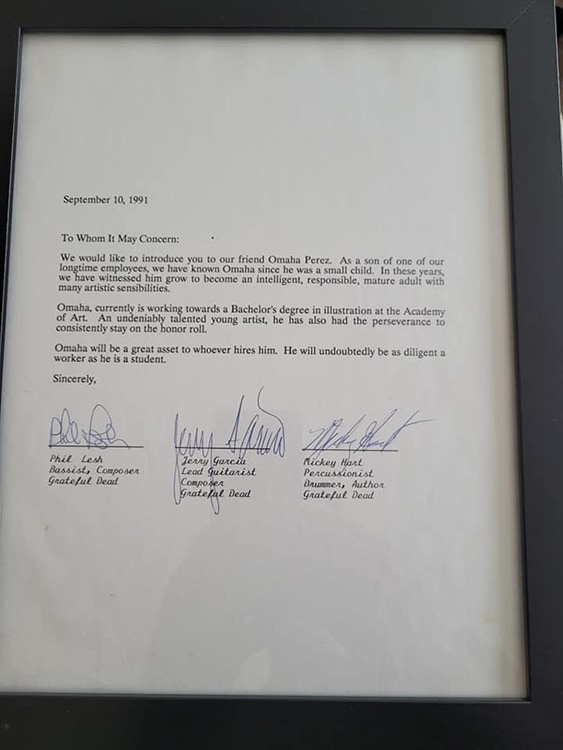 September 10, 1991
To Whom It May Concern:
We would like to introduce you to our friend Omaha Perez. As a son of one of our
longtime employees, we have known Omaha since he was a small child. In these years,
we have witnessed him grow to become an intelligent, responsible, mature adult with
many artistic sensibilities.
Omaha, currently is working towards a Bachelor's degree in illustration at the Academy
of Art. An undeniably talented young artist, he has also had the perseverance to
consistently stay on the honor roll.
Omaha will be a great asset to whoever hires him. He will undoubtedly be as diligent a
worker as he is a student.
Sincerely,
Phil Lesh Jerry Garcia Mickey Hart
Phil Lesh Jerry Garcia Mickey Hart
Bassist, Composer Lead Guitarist Percussionist
Grateful Dead Composer Drummer, Author
Grateful Dead Grateful Dead